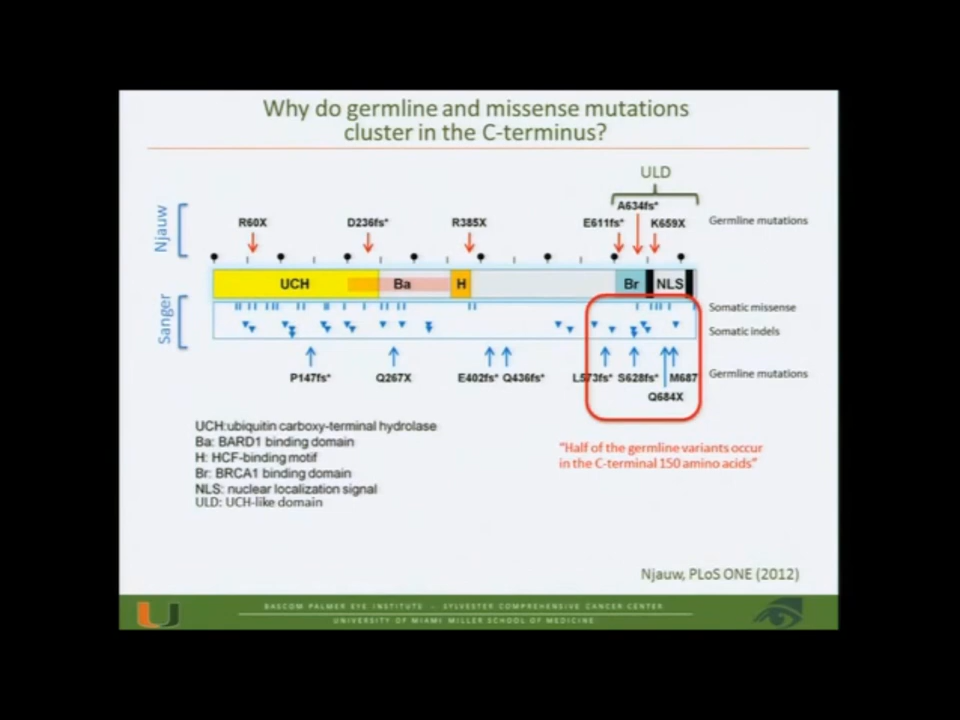 Why do germline and missense mutations
cluster in the C-terminus?
ULD
Njauw
R60X
D236fs*
R385X
E611fs*
A634fs*
K659X
Germline mutations
UCH
Ba
H
Br
NLS
Sanger
Somatic missense
Somatic indels
P147fs*
Q267X
E402fs*
Q436fs*
L573fs*
S628fs*
M687
Germline mutations
Q684X
UCH:ubiquitin carboxy-terminal hydrolase
Ba: BARD1 binding domain
H: HCF-binding motif
Br: BRCA1 binding domain
NLS: nuclear localization signal
ULD: UCH-like domain
"Half of the germline variants occur
in the C-terminal 150 amino acids"
Njauw, PLoS ONE (2012)
U
BASCOM PALMER EYE INSTITUTE - SYLVESTER COMPREHENSIVE CANCER CENTER
UNIVERSITY OF MIAMI MILLER SCHOOL OF MEDICINE